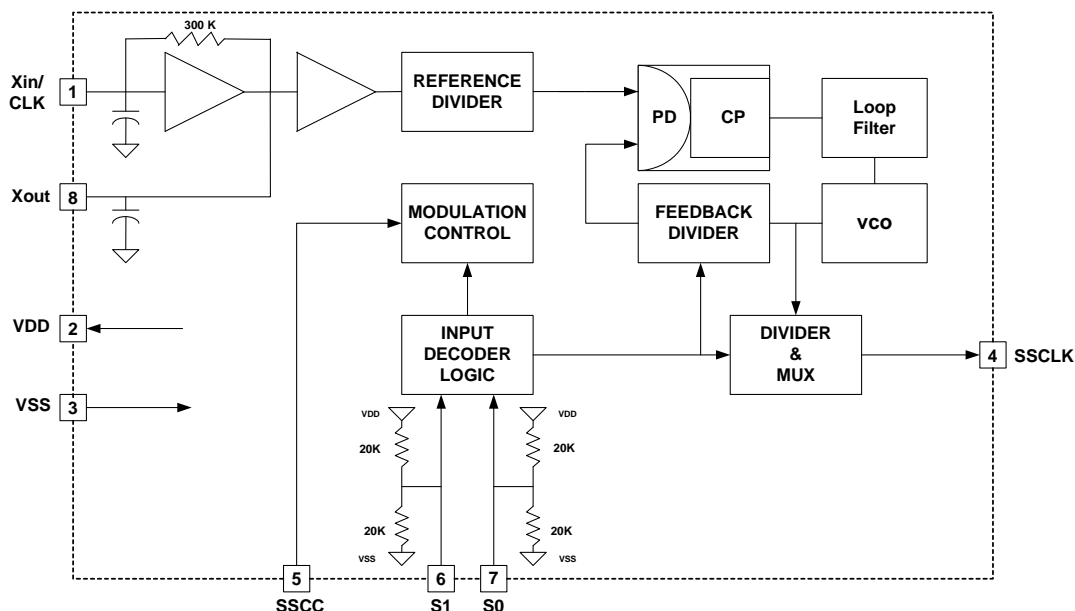 300 K
Xin/
CLK
1
REFERENCE
DIVIDER
PD
CP
Loop
Filter
Xout
8
MODULATION
CONTROL
FEEDBACK
DIVIDER
VCO
VDD
2
INPUT
DECODER
LOGIC
DIVIDER
&
MUX
4
SSCLK
VSS
3
VDD
VDD
20K
20K
20K
20K
VSS
VSS
5
6
7
SSCC
S1
S0